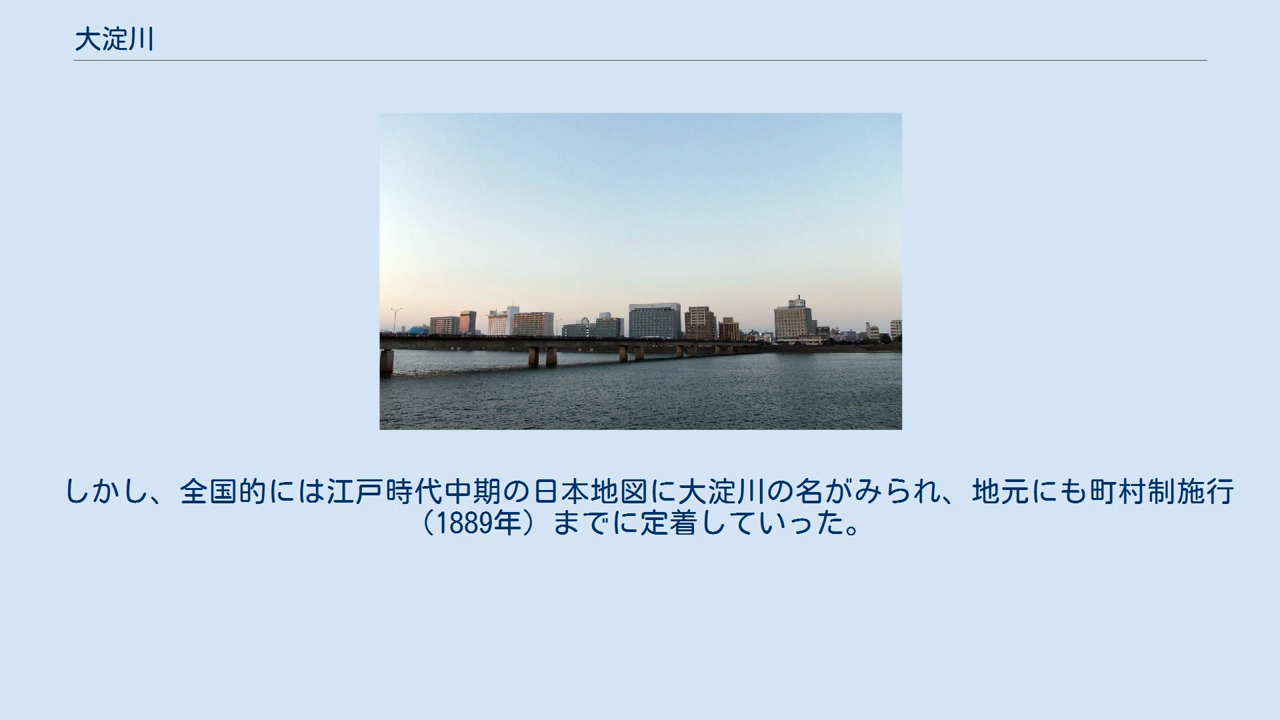 大淀川
しかし、全国的には江戸時代中期の日本地図に大淀川の名がみられ、地元にも町村制施行
（1889年）までに定着していった。